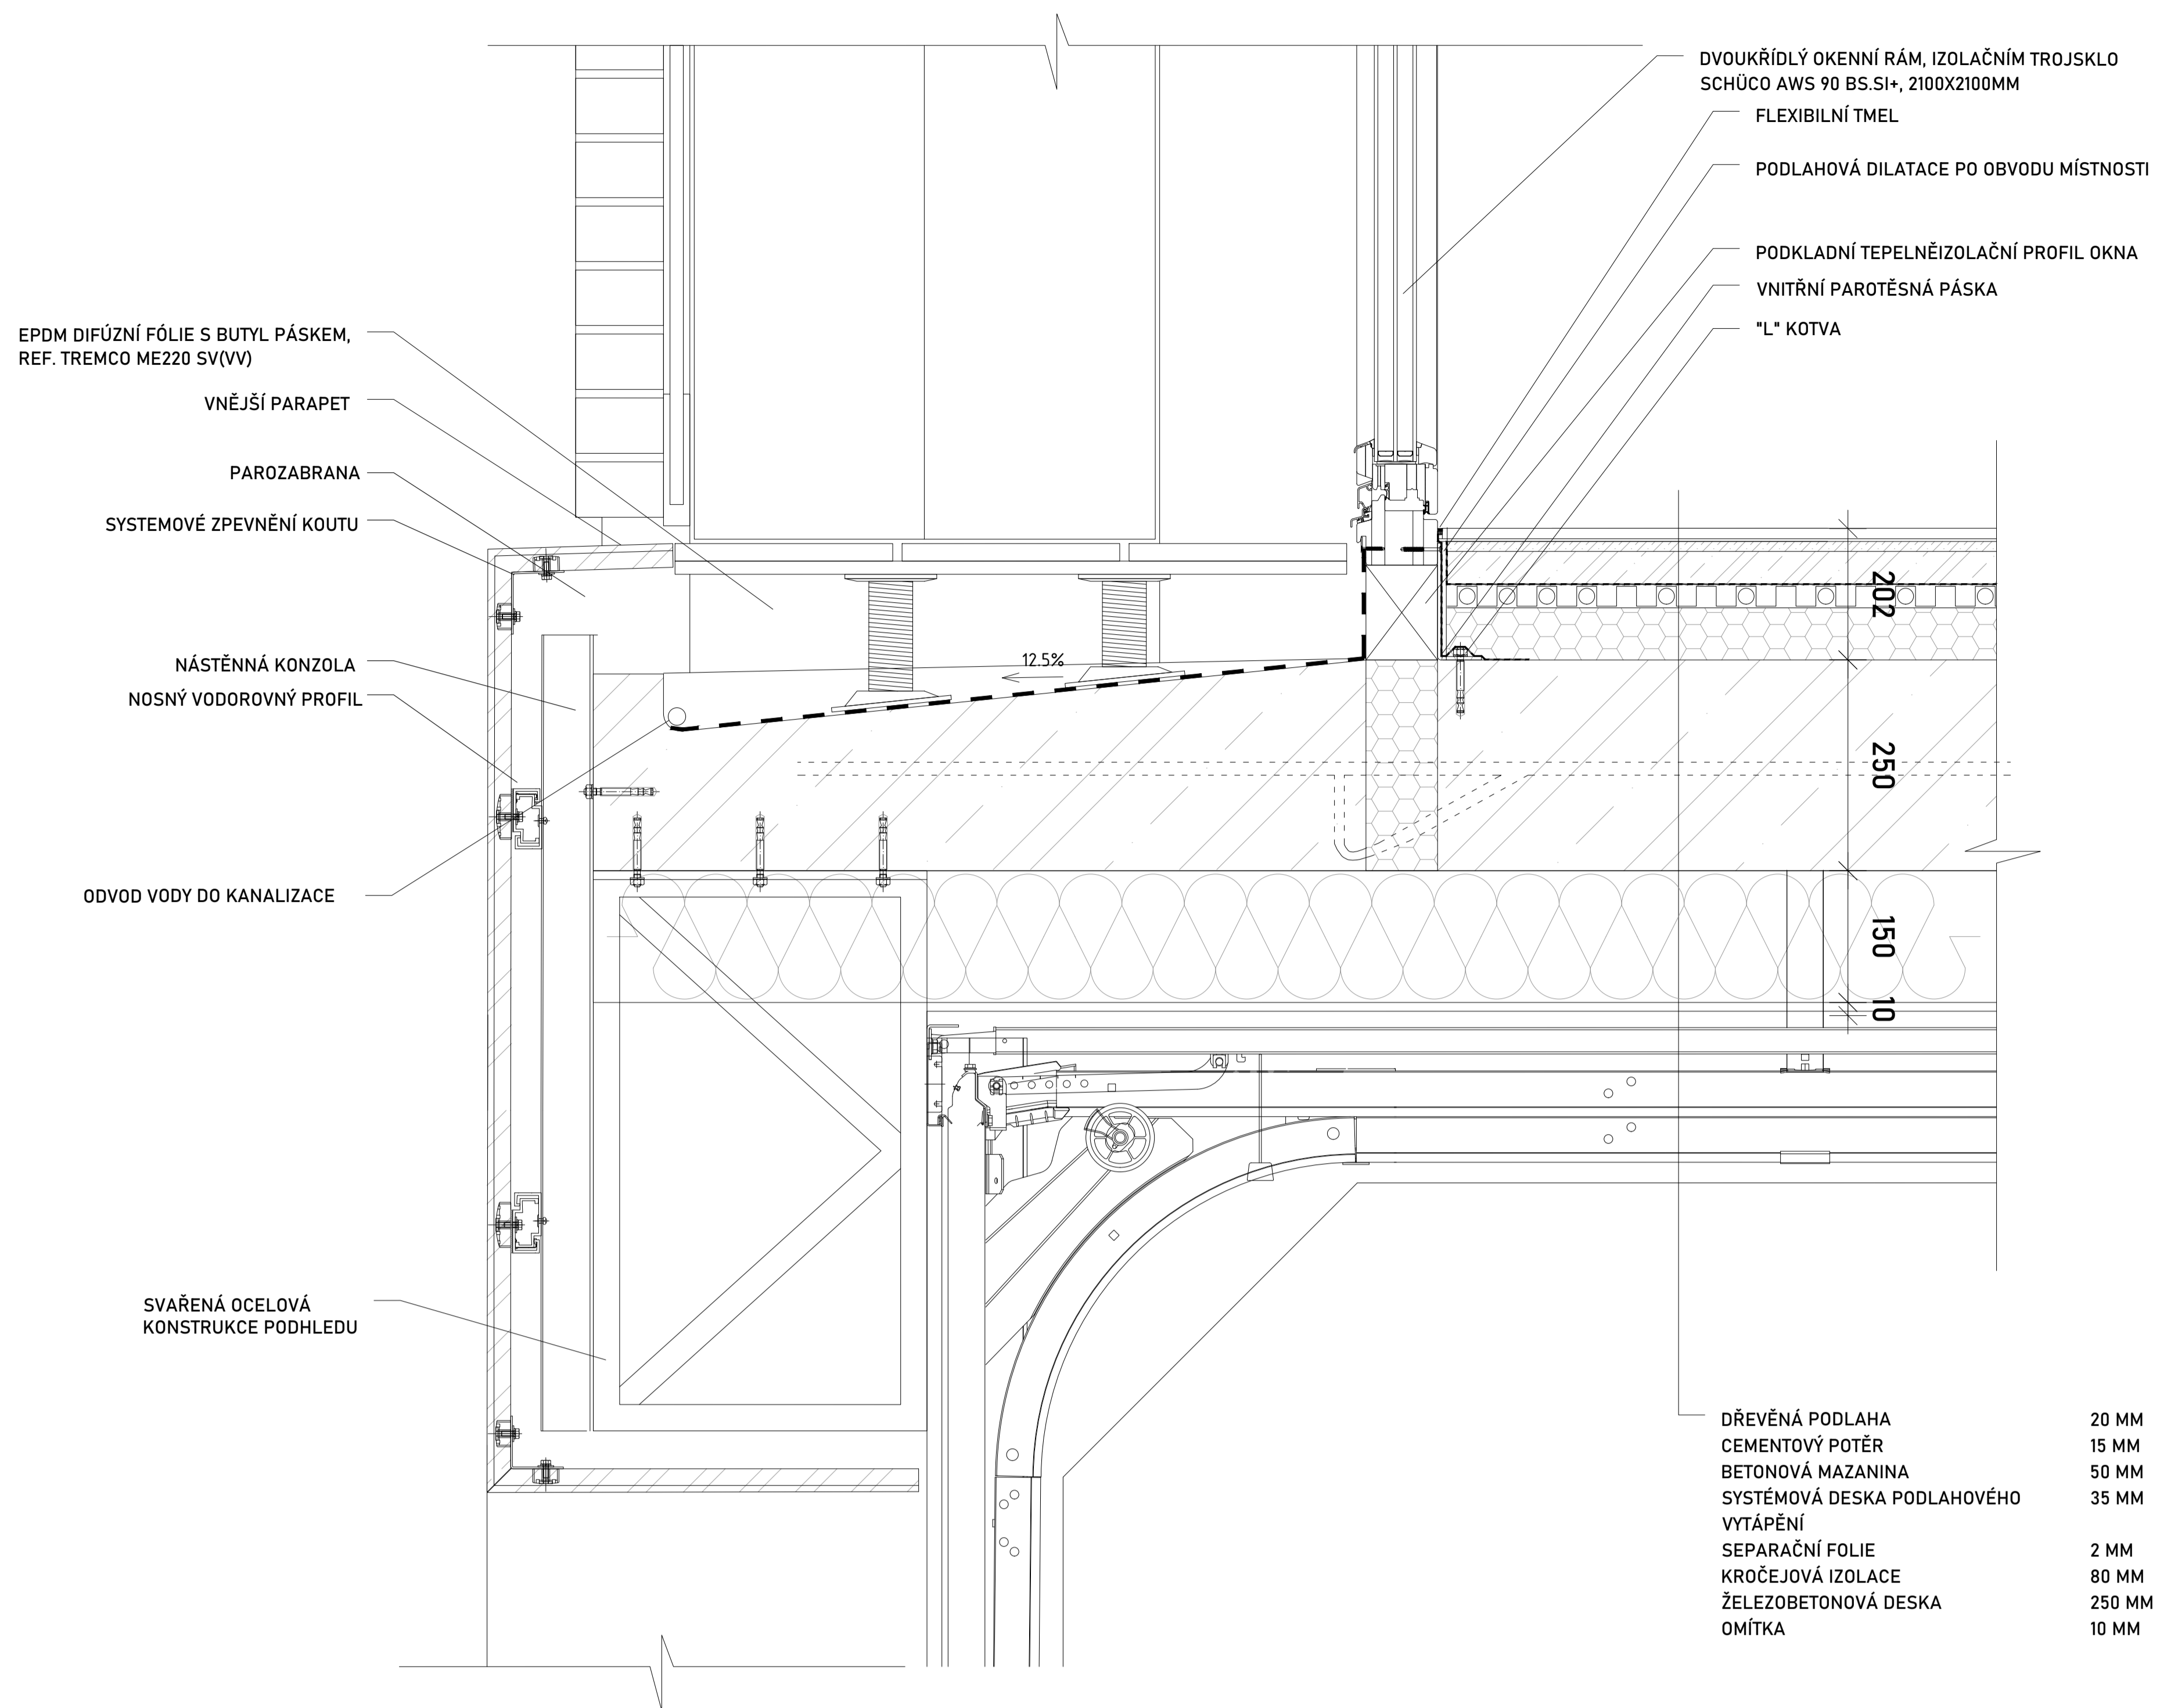 DVOUKŘÍDLÝ OKENNÍ RÁM, IZOLAČNÍM TROJSKLO
SCHÜCO AWS 90 BS.SI+, 2100X2100MM
FLEXIBILNÍ TMEL
PODLAHOVÁ DILATACE PO OBVODU MÍSTNOSTI
PODKLADNÍ TEPELNĚIZOLAČNÍ PROFIL OKNA
VNITŘNÍ PAROTĚSNÁ PÁSKA
"L" KOTVA
EPDM DIFÚZNÍ FÓLIE S BUTYL PÁSKEM,
REF. TREMCO ME220 SV(VV)
VNĚJŠÍ PARAPET
PAROZABRANA
SYSTEMOVÉ ZPEVNĚNÍ KOUTU
NÁSTĚNNÁ KONZOLA
NOSNÝ VODOROVNÝ PROFIL
ODVOD VODY DO KANALIZACE
SVAŘENÁ OCELOVÁ
KONSTRUKCE PODHLEDU
12.5%
202
250
150
10
DŘEVĚNÁ PODLAHA 20 MM
CEMENTOVÝ POTĚR 15 MM
BETONOVÁ MAZANINA 50 MM
SYSTÉMOVÁ DESKA PODLAHOVÉHO 35 MM
VYTÁPĚNÍ
SEPARAČNÍ FOLIE 2 MM
KROČEJOVÁ IZOLACE 80 MM
ŽELEZOBETONOVÁ DESKA 250 MM
OMÍTKA 10 MM